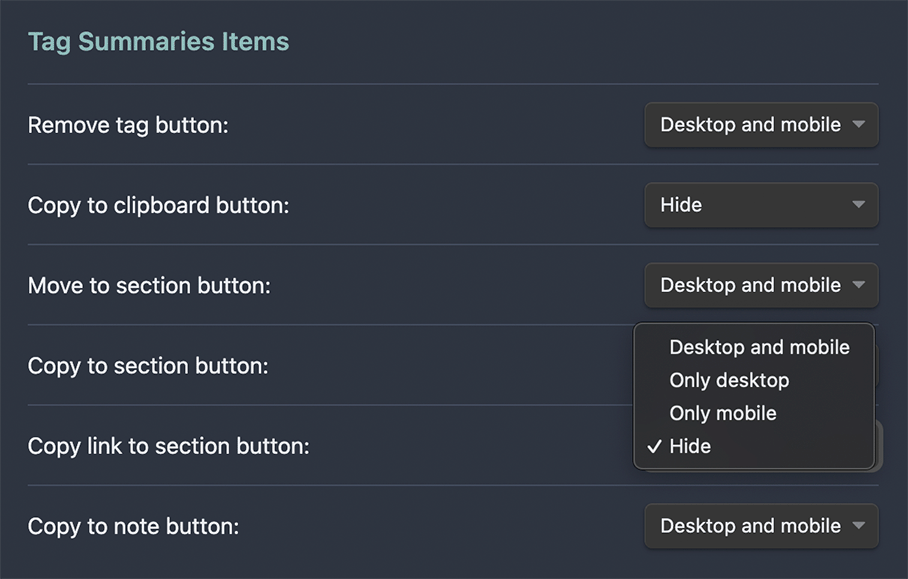 Tag Summaries Items
Remove tag button: Desktop and mobile
Copy to clipboard button: Hide
Move to section button: Desktop and mobile
Desktop and mobile
Copy to section button: Only desktop
Only mobile
Copy link to section button: ✓ Hide
Copy to note button: Desktop and mobile